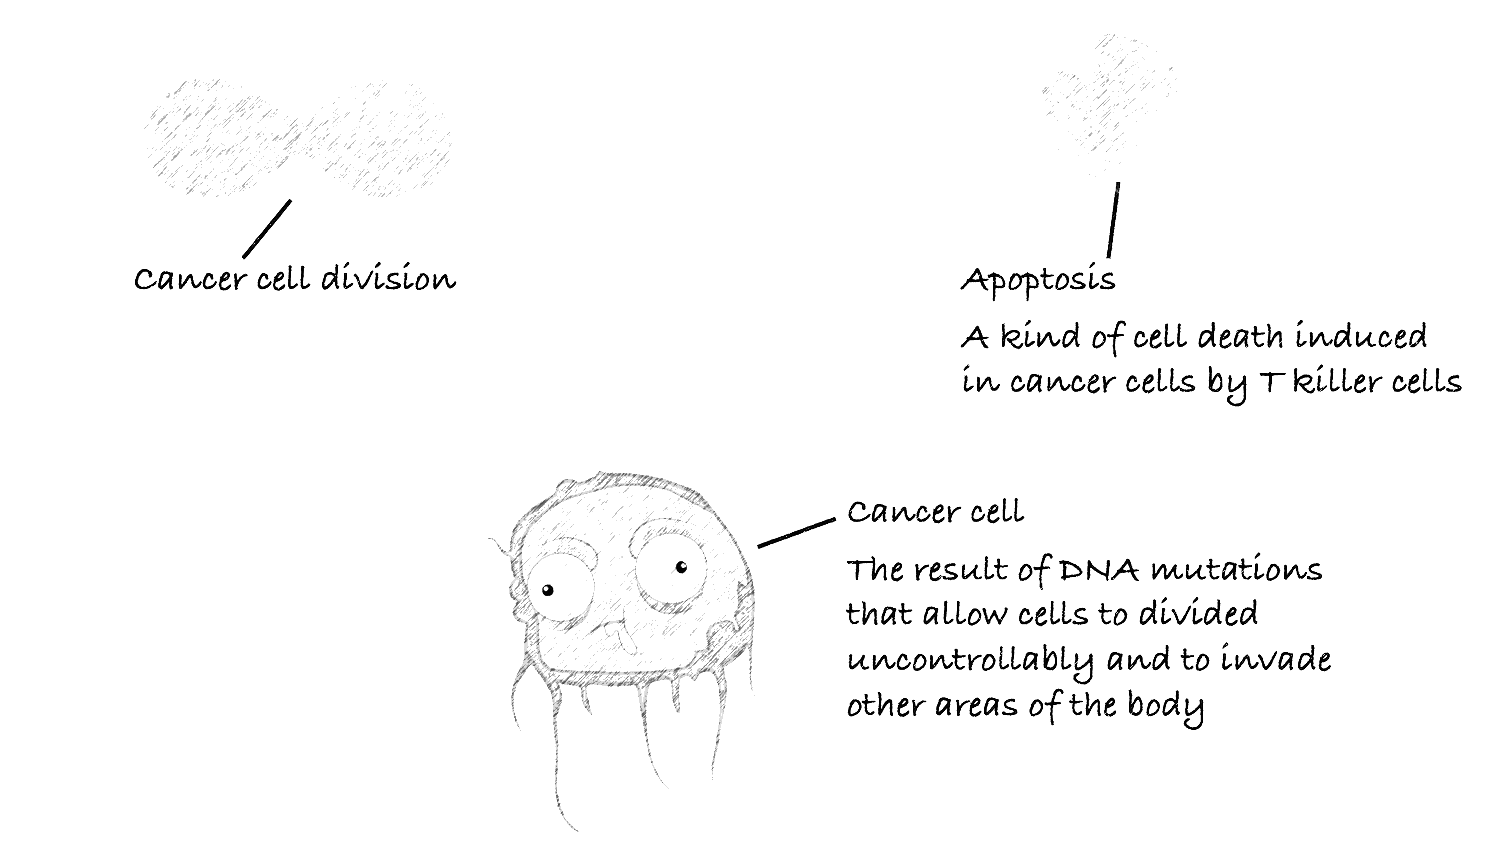 Cancer cell division
Apoptosis
A kind of cell death induced
in cancer cells by T killer cells
Cancer cell
The result of DNA mutations
that allow cells to divided
uncontrollably and to invade
other areas of the body